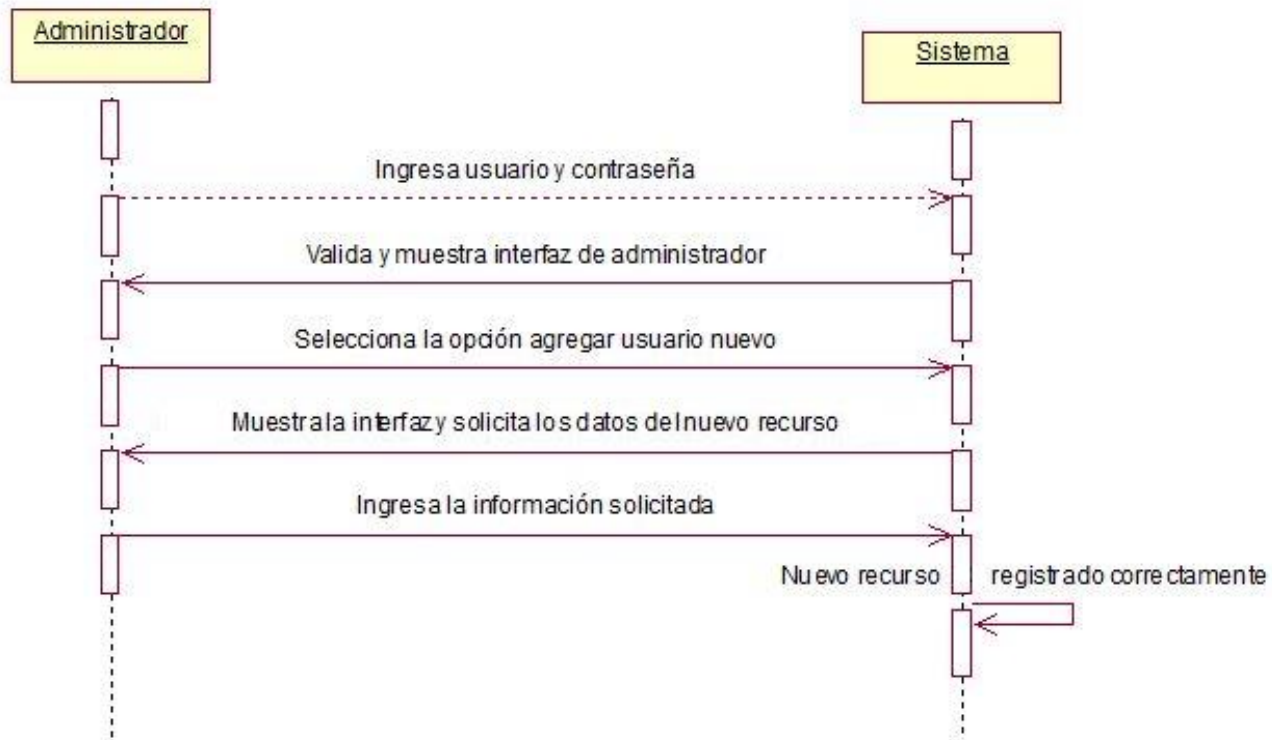 Administrador
Sistema
Ingresa usuario y contraseña
Valida y muestra interfaz de administrador
Selecciona la opción agregar usuario nuevo
Muestra la interfaz y solicita los datos del nuevo recurso
Ingresa la información solicitada
Nuevo recurso registrado correctamente